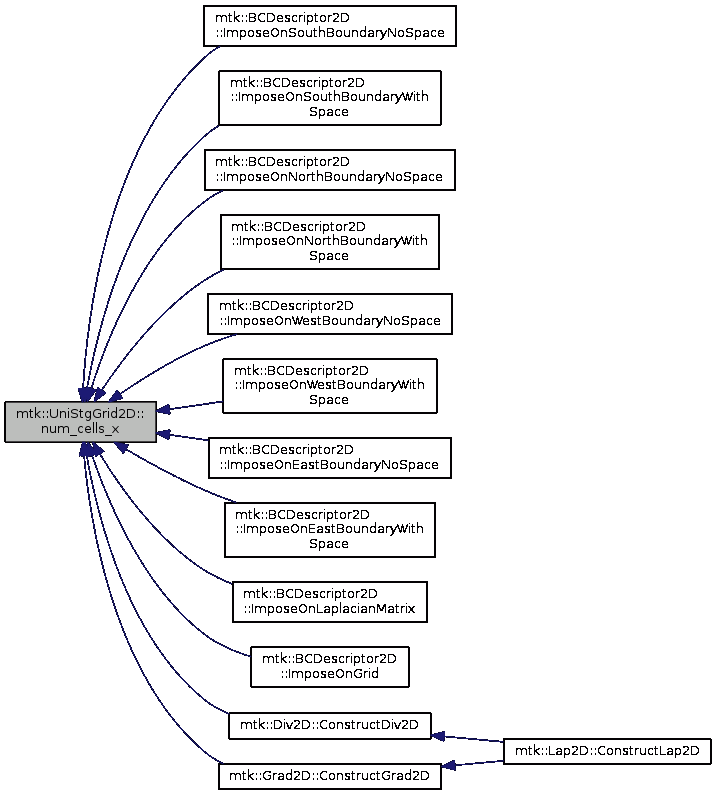 mtk::BCDescriptor2D
::ImposeOnSouthBoundaryNoSpace
mtk::BCDescriptor2D
::ImposeOnSouthBoundaryWith
Space
mtk::BCDescriptor2D
::ImposeOnNorthBoundaryNoSpace
mtk::BCDescriptor2D
::ImposeOnNorthBoundaryWith
Space
mtk::BCDescriptor2D
::ImposeOnWestBoundaryNoSpace
mtk::BCDescriptor2D
::ImposeOnWestBoundaryWith
Space
mtk::UniStgGrid2D::
num_cells_x
mtk::BCDescriptor2D
::ImposeOnEastBoundaryNoSpace
mtk::BCDescriptor2D
::ImposeOnEastBoundaryWith
Space
mtk::BCDescriptor2D
::ImposeOnLaplacianMatrix
mtk::BCDescriptor2D
::ImposeOnGrid
mtk::Div2D::ConstructDiv2D
mtk::Lap2D::ConstructLap2D
mtk::Grad2D::ConstructGrad2D